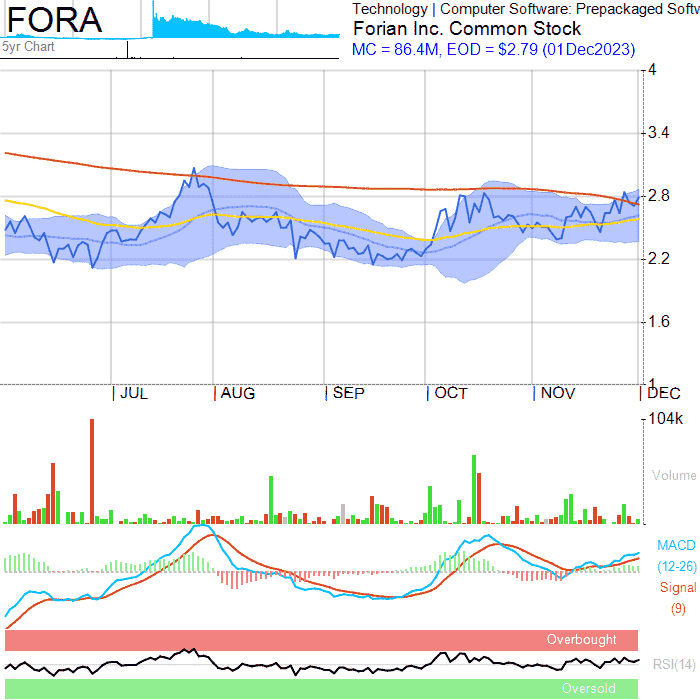 FORA
Technology | Computer Software: Prepackaged Softw
5yr Chart
Forian Inc. Common Stock
MC = 86.4M, EOD = $2.79 (01Dec2023)
4
3.4
2.8
2.2
1.6
1
JUL AUG SEP OCT NOV DEC
104k
Volume
MACD
(12-26)
Signal
(9)
Overbought
RSI(14)
Oversold